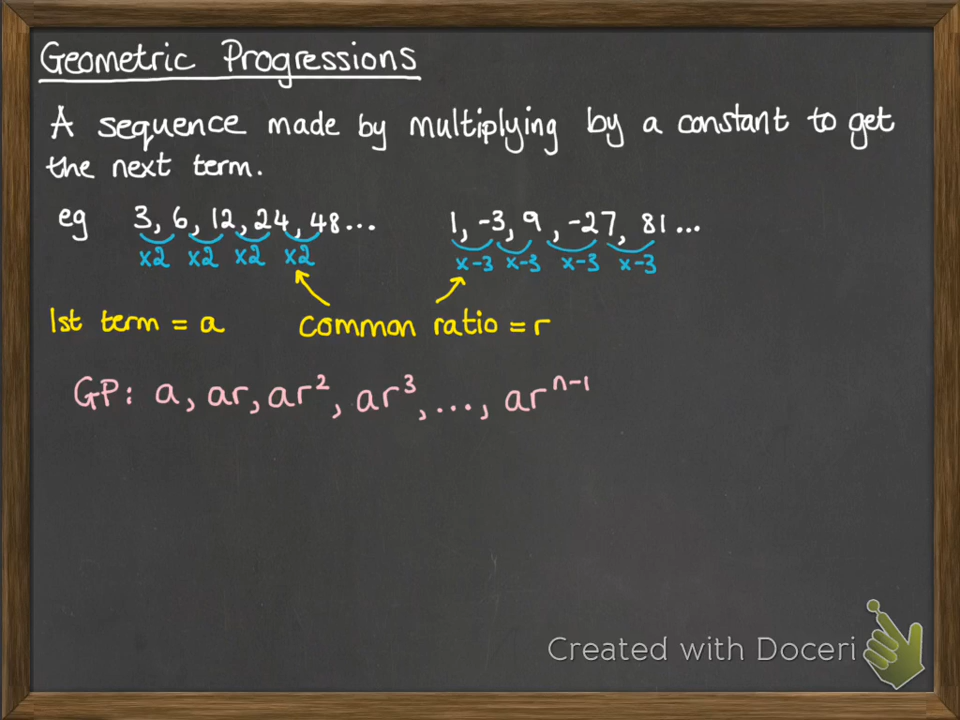 Geometric Progressions
A sequence made by multiplying by a constant to get
the next term.
eg 3, 6, 12, 24, 48... 1, -3, 9, -27, 81...
x2 x2 x2 x2 x-3 x-3 x-3 x-3
1st term = a common ratio = r
GP: a, ar, ar², ar³, ..., arⁿ⁻¹
Created with Doceri